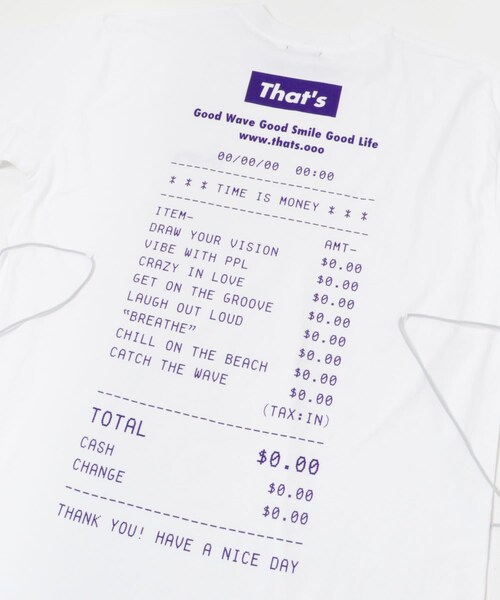 That's
Good Wave Good Smile Good Life
www.thats.ooo
00/00/00 00:00
* * * TIME IS MONEY * * *
ITEM- AMT-
DRAW YOUR VISION $0.00
VIBE WITH PPL $0.00
CRAZY IN LOVE $0.00
GET ON THE GROOVE $0.00
LAUGH OUT LOUD $0.00
"BREATHE" $0.00
CHILL ON THE BEACH $0.00
CATCH THE WAVE $0.00
(TAX:IN)
TOTAL $0.00
CASH $0.00
CHANGE $0.00
THANK YOU! HAVE A NICE DAY